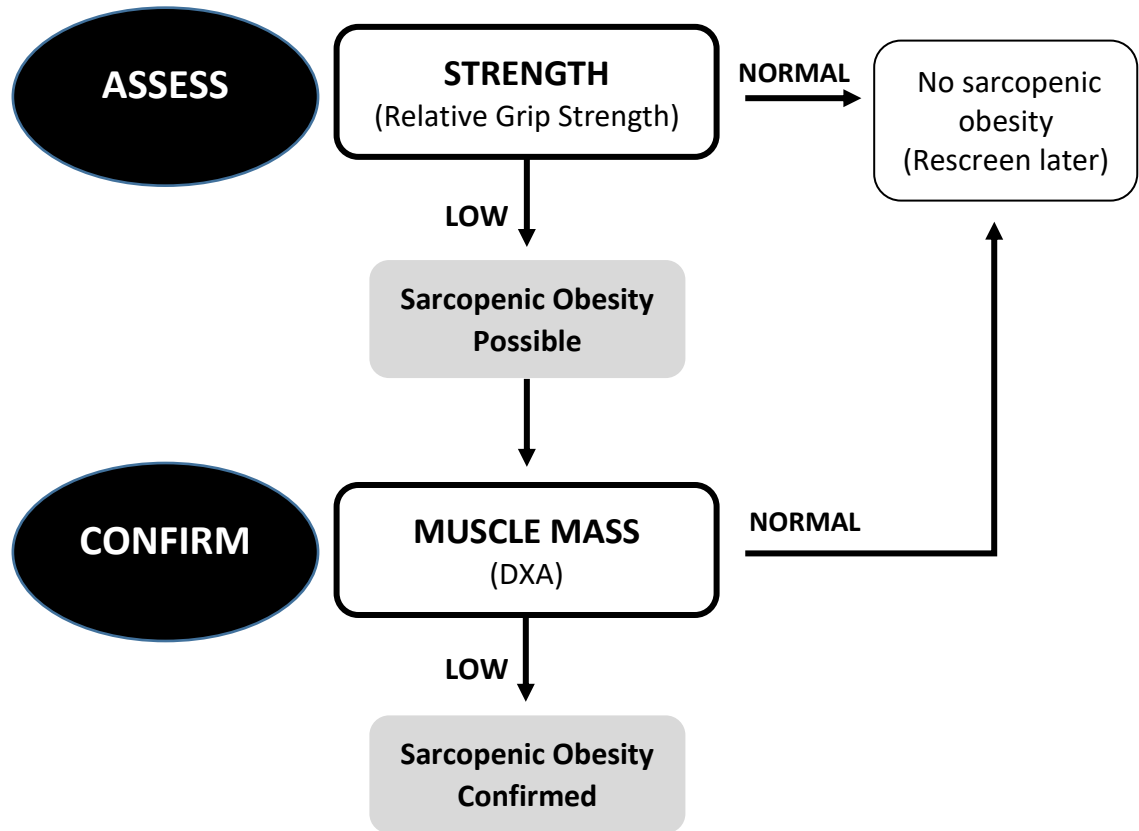 ASSESS
STRENGTH
(Relative Grip Strength)
NORMAL
No sarcopenic
obesity
(Rescreen later)
LOW
Sarcopenic Obesity
Possible
CONFIRM
MUSCLE MASS
(DXA)
NORMAL
LOW
Sarcopenic Obesity
Confirmed